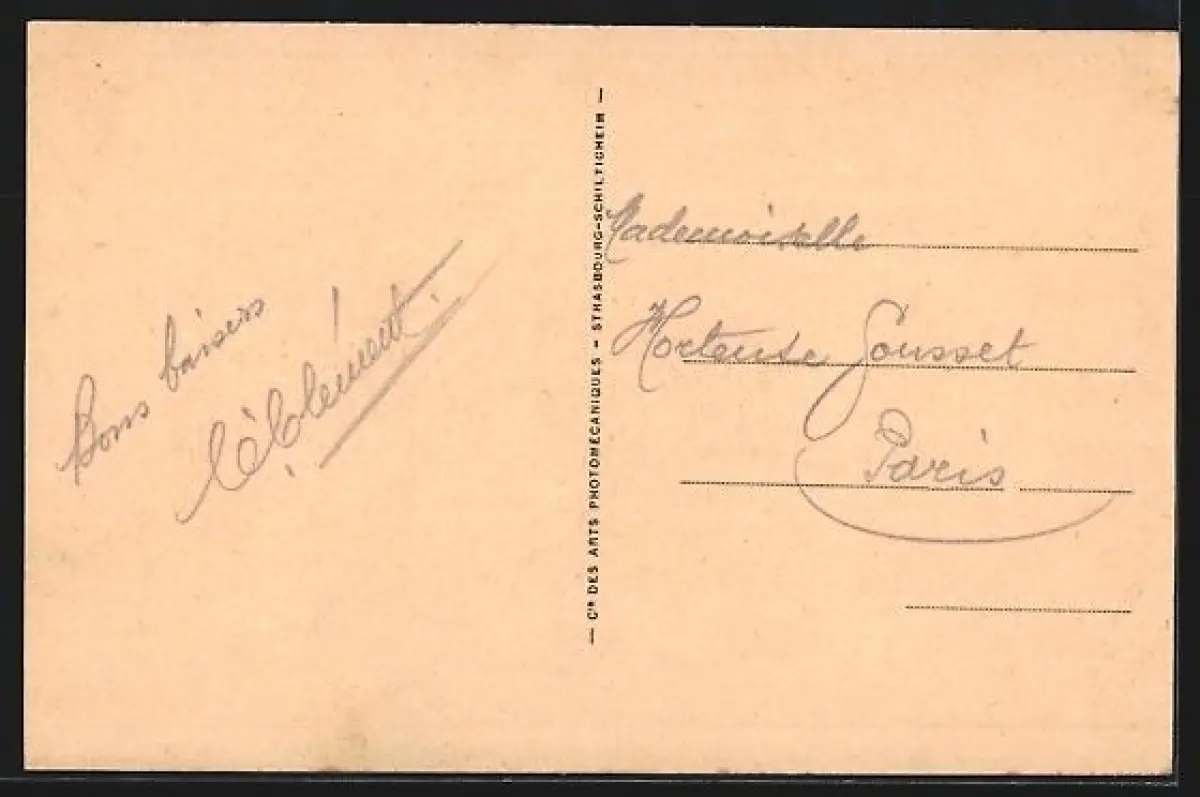 Bons baisers
Clément
— Cie DES ARTS PHOTOMÉCANIQUES - STRASBOURG-SCHILTIGHEIM —
Mademoiselle
Hortense Gousset
Paris